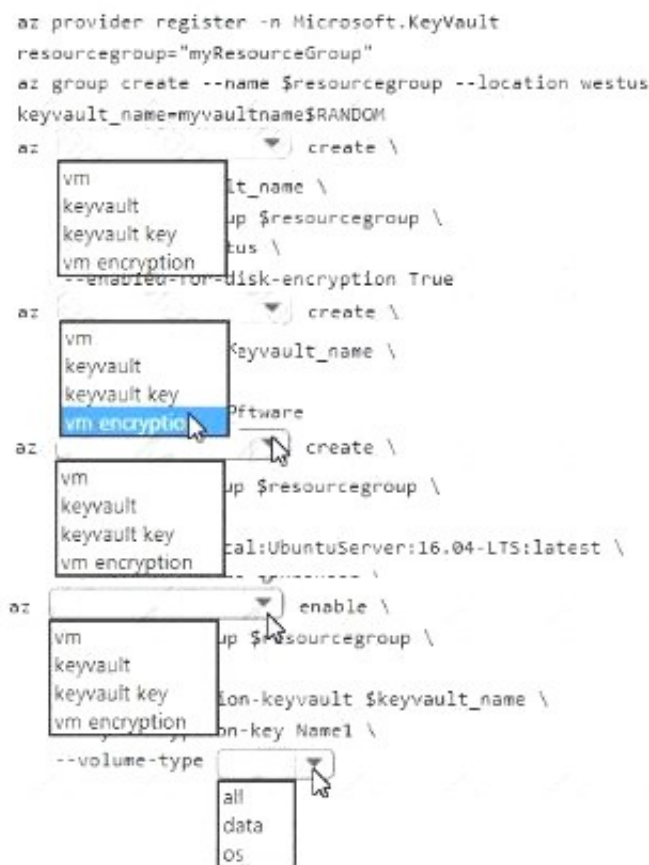 az provider register -n Microsoft.KeyVault
resourcegroup="myResourceGroup"
az group create --name $resourcegroup --location westus
keyvault_name=myvaultname$RANDOM
az create \
vm
lt_name \
keyvault
up $resourcegroup \
keyvault key
tus \
vm encryption
--enabled-for-disk-encryption True
az create \
vm
Keyvault_name \
keyvault
keyvault key
vm encryptio
Pftware
az create \
vm
up $resourcegroup \
keyvault
keyvault key
cal:UbuntuServer:16.04-LTS:latest \
vm encryption
az enable \
vm
up $resourcegroup \
keyvault
keyvault key
ion-keyvault $keyvault_name \
vm encryption
on-key Name1 \
--volume-type
all
data
os